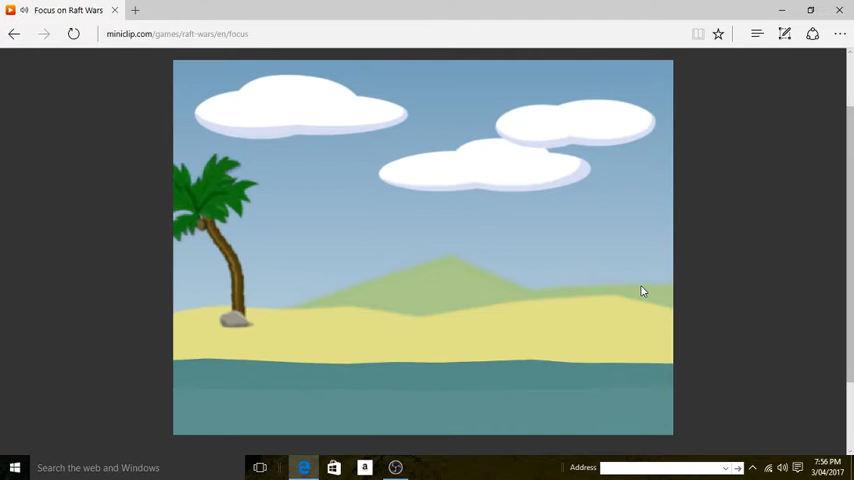 Focus on Raft Wars
miniclip.com/games/raft-wars/en/focus
Search the web and Windows
a
Address
7:56 PM
3/04/2017